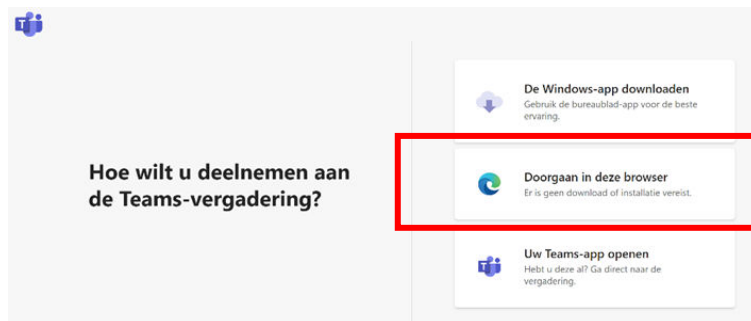 Hoe wilt u deelnemen aan
de Teams-vergadering?
De Windows-app downloaden
Gebruik de bureaublad-app voor de beste
ervaring.
Doorgaan in deze browser
Er is geen download of installatie vereist.
Uw Teams-app openen
Hebt u deze al? Ga direct naar de
vergadering.